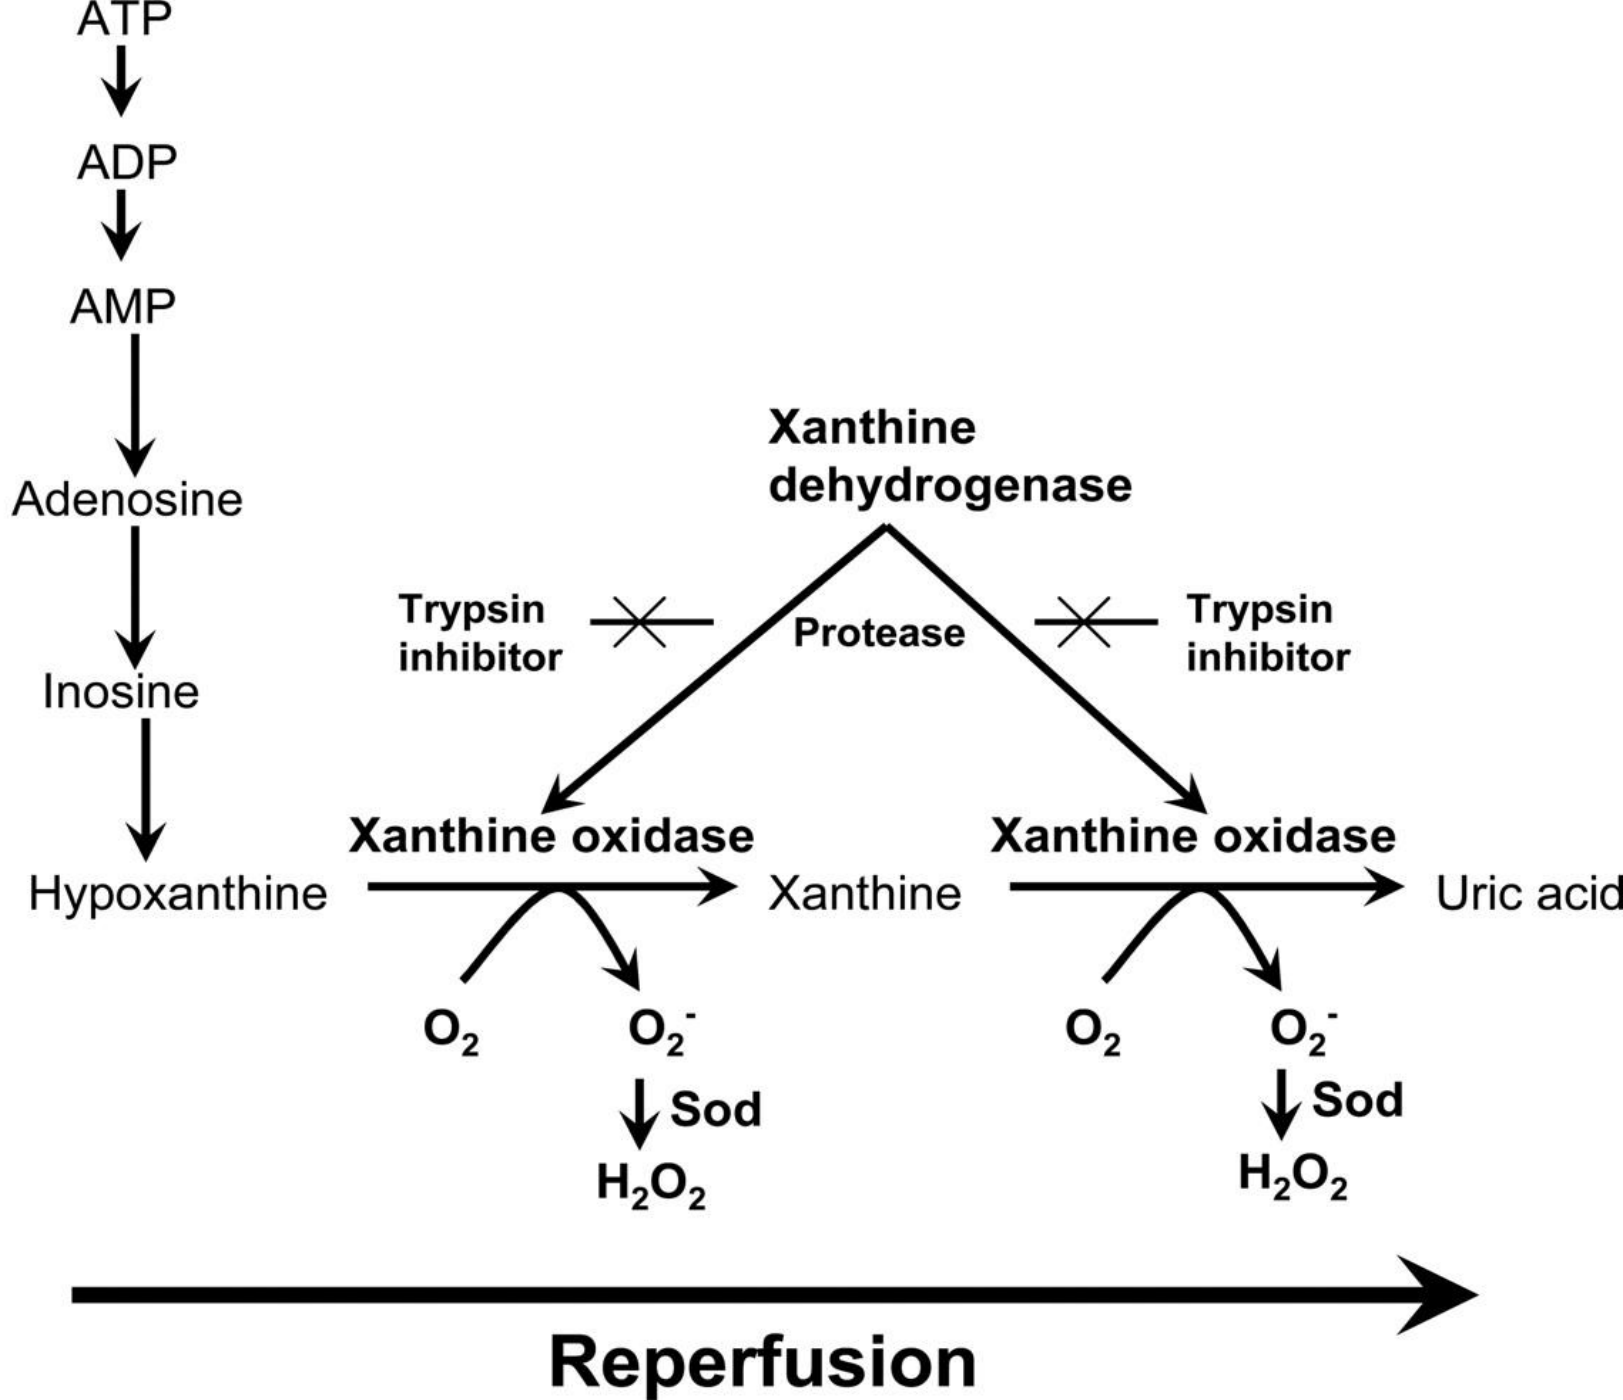 ATP
ADP
AMP
Adenosine
Inosine
Xanthine
dehydrogenase
Trypsin
inhibitor
Protease
Trypsin
inhibitor
Xanthine oxidase
Xanthine oxidase
Hypoxanthine
Xanthine
Uric acid
O₂
O₂⁻
O₂
O₂⁻
Sod
Sod
H₂O₂
H₂O₂
Reperfusion